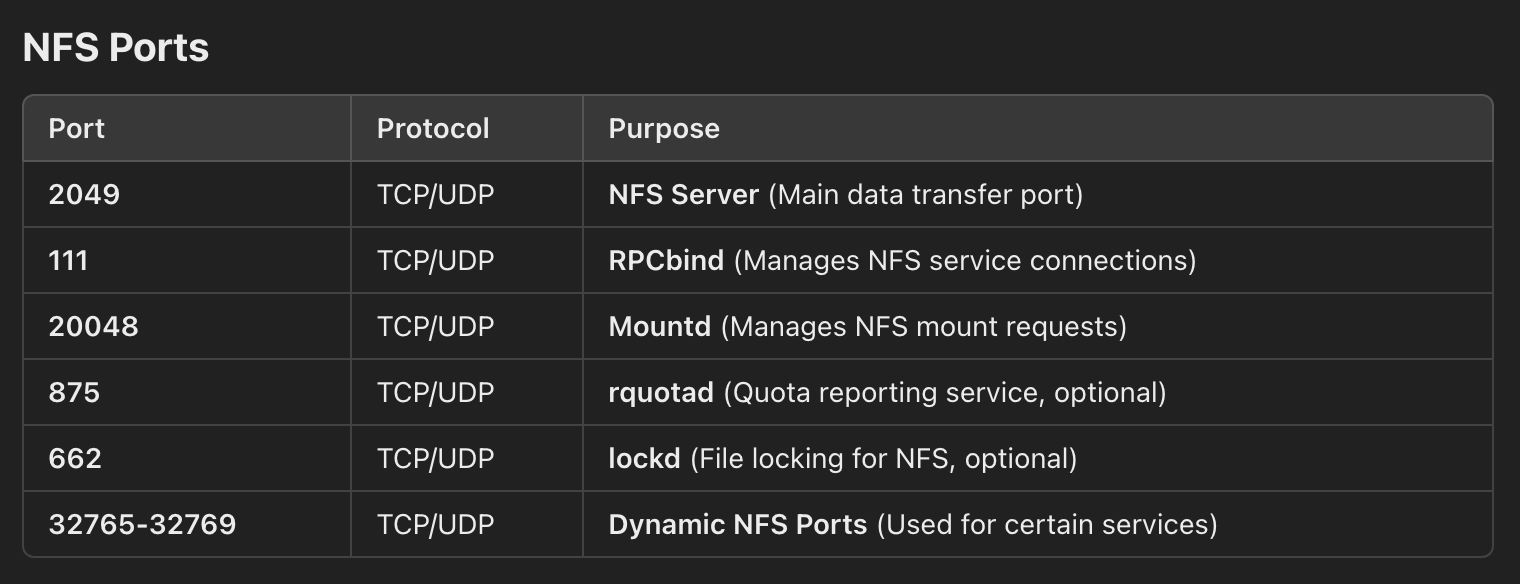 NFS Ports
Port Protocol Purpose
2049 TCP/UDP NFS Server (Main data transfer port)
111 TCP/UDP RPCbind (Manages NFS service connections)
20048 TCP/UDP Mountd (Manages NFS mount requests)
875 TCP/UDP rquotad (Quota reporting service, optional)
662 TCP/UDP lockd (File locking for NFS, optional)
32765-32769 TCP/UDP Dynamic NFS Ports (Used for certain services)